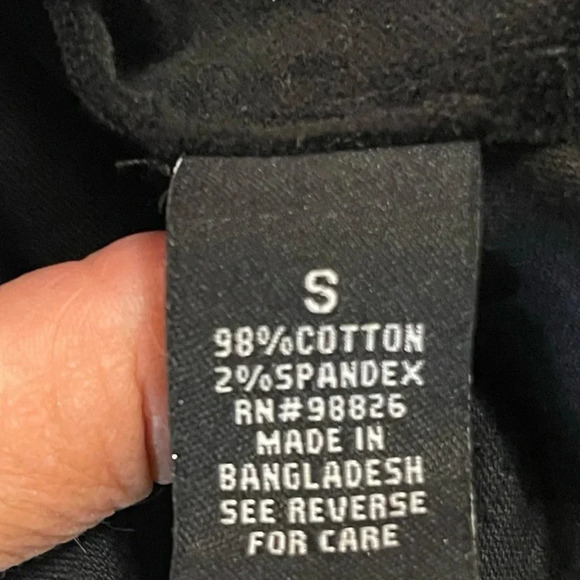 S
98%COTTON
2%SPANDEX
RN#98826
MADE IN
BANGLADESH
SEE REVERSE
FOR CARE